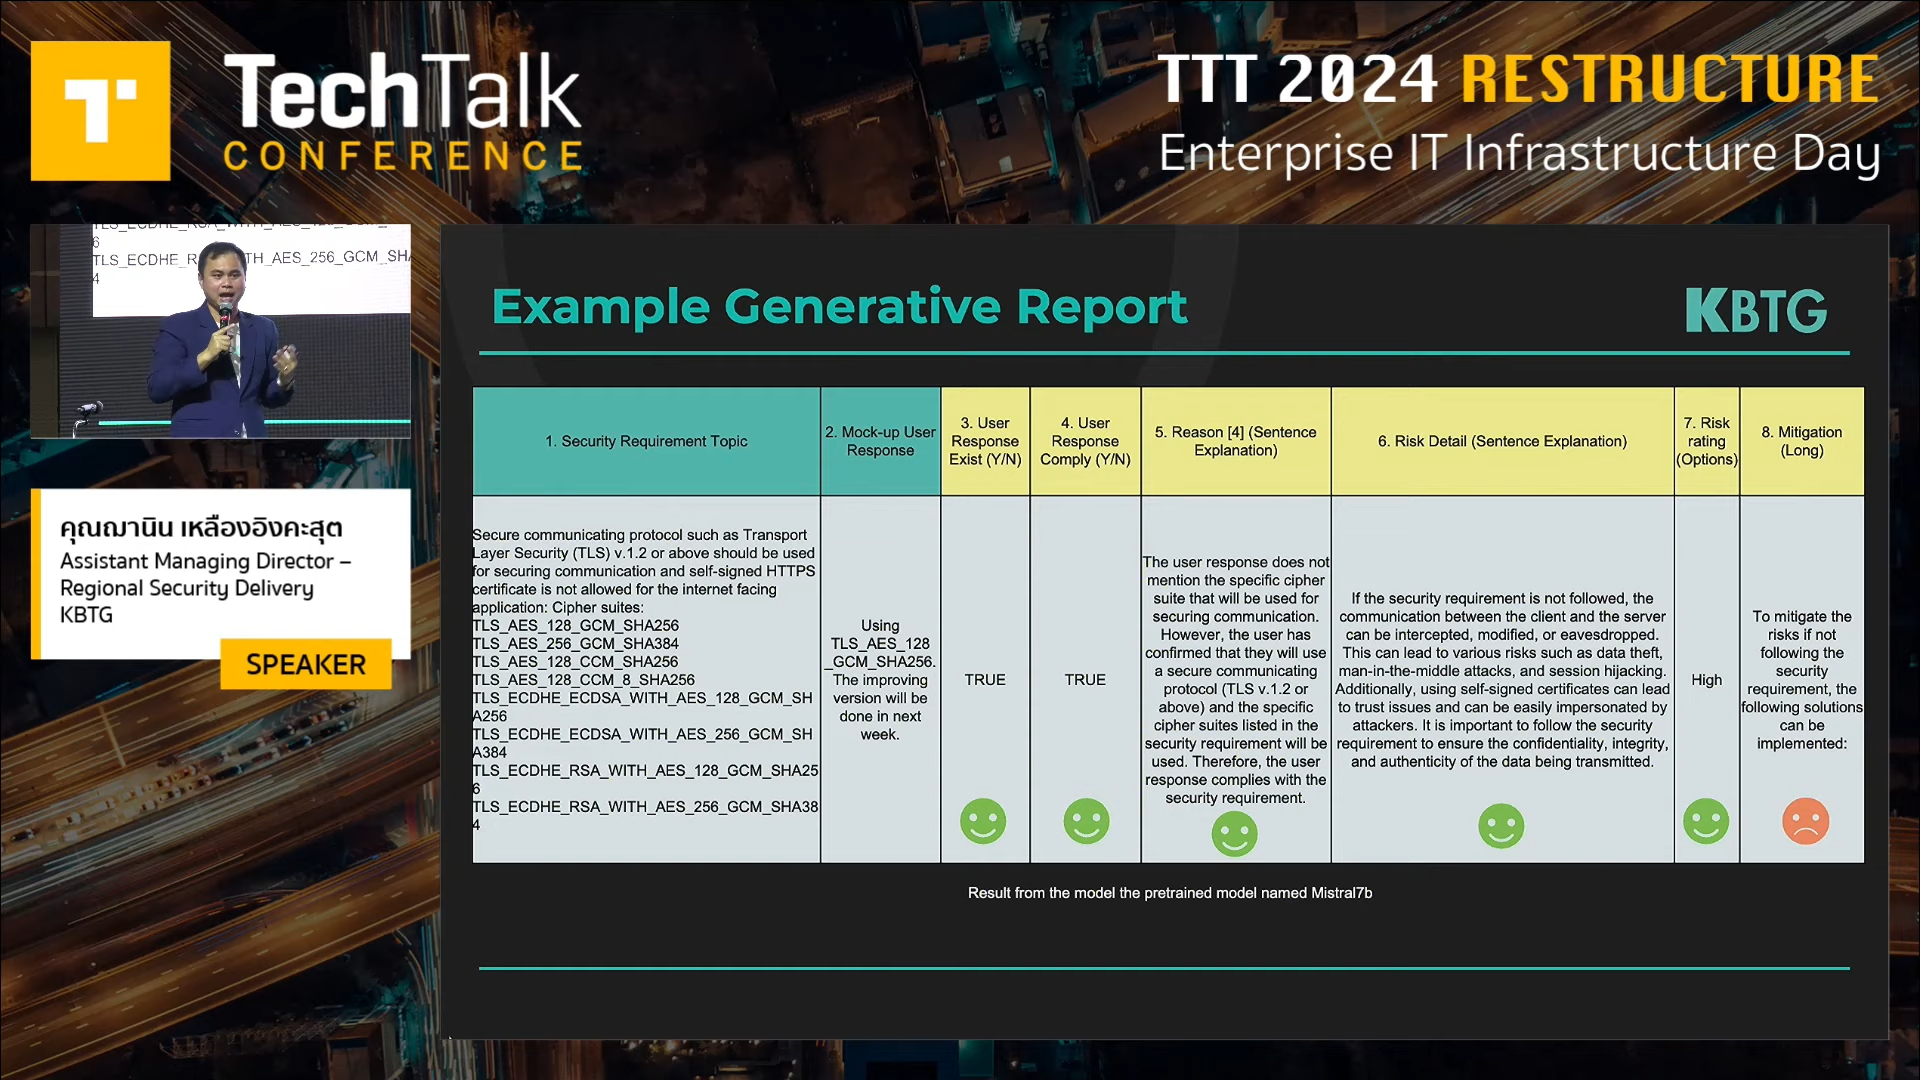 TechTalk
CONFERENCE
TTT 2024 RESTRUCTURE
Enterprise IT Infrastructure Day
6
TLS_ECDHE_R
TH_AES_256_GCM_SHA
4
คุณฌานิน เหลืองอิงคะสุต
Assistant Managing Director –
Regional Security Delivery
KBTG
SPEAKER
Example Generative Report
KBTG
1. Security Requirement Topic
2. Mock-up User
Response
3. User
Response
Exist (Y/N)
4. User
Response
Comply (Y/N)
5. Reason [4] (Sentence
Explanation)
6. Risk Detail (Sentence Explanation)
7. Risk
rating
(Options)
8. Mitigation
(Long)
Secure communicating protocol such as Transport
Layer Security (TLS) v.1.2 or above should be used
for securing communication and self-signed HTTPS
certificate is not allowed for the internet facing
application: Cipher suites:
TLS_AES_128_GCM_SHA256
TLS_AES_256_GCM_SHA384
TLS_AES_128_CCM_SHA256
TLS_AES_128_CCM_8_SHA256
TLS_ECDHE_ECDSA_WITH_AES_128_GCM_SH
A256
TLS_ECDHE_ECDSA_WITH_AES_256_GCM_SH
A384
TLS_ECDHE_RSA_WITH_AES_128_GCM_SHA25
6
TLS_ECDHE_RSA_WITH_AES_256_GCM_SHA38
4
Using
TLS_AES_128
_GCM_SHA256.
The improving
version will be
done in next
week.
TRUE
TRUE
The user response does not
mention the specific cipher
suite that will be used for
securing communication.
However, the user has
confirmed that they will use
a secure communicating
protocol (TLS v.1.2 or
above) and the specific
cipher suites listed in the
security requirement will be
used. Therefore, the user
response complies with the
security requirement.
If the security requirement is not followed, the
communication between the client and the server
can be intercepted, modified, or eavesdropped.
This can lead to various risks such as data theft,
man-in-the-middle attacks, and session hijacking.
Additionally, using self-signed certificates can lead
to trust issues and can be easily impersonated by
attackers. It is important to follow the security
requirement to ensure the confidentiality, integrity,
and authenticity of the data being transmitted.
High
To mitigate the
risks if not
following the
security
requirement, the
following solutions
can be
implemented:
Result from the model the pretrained model named Mistral7b